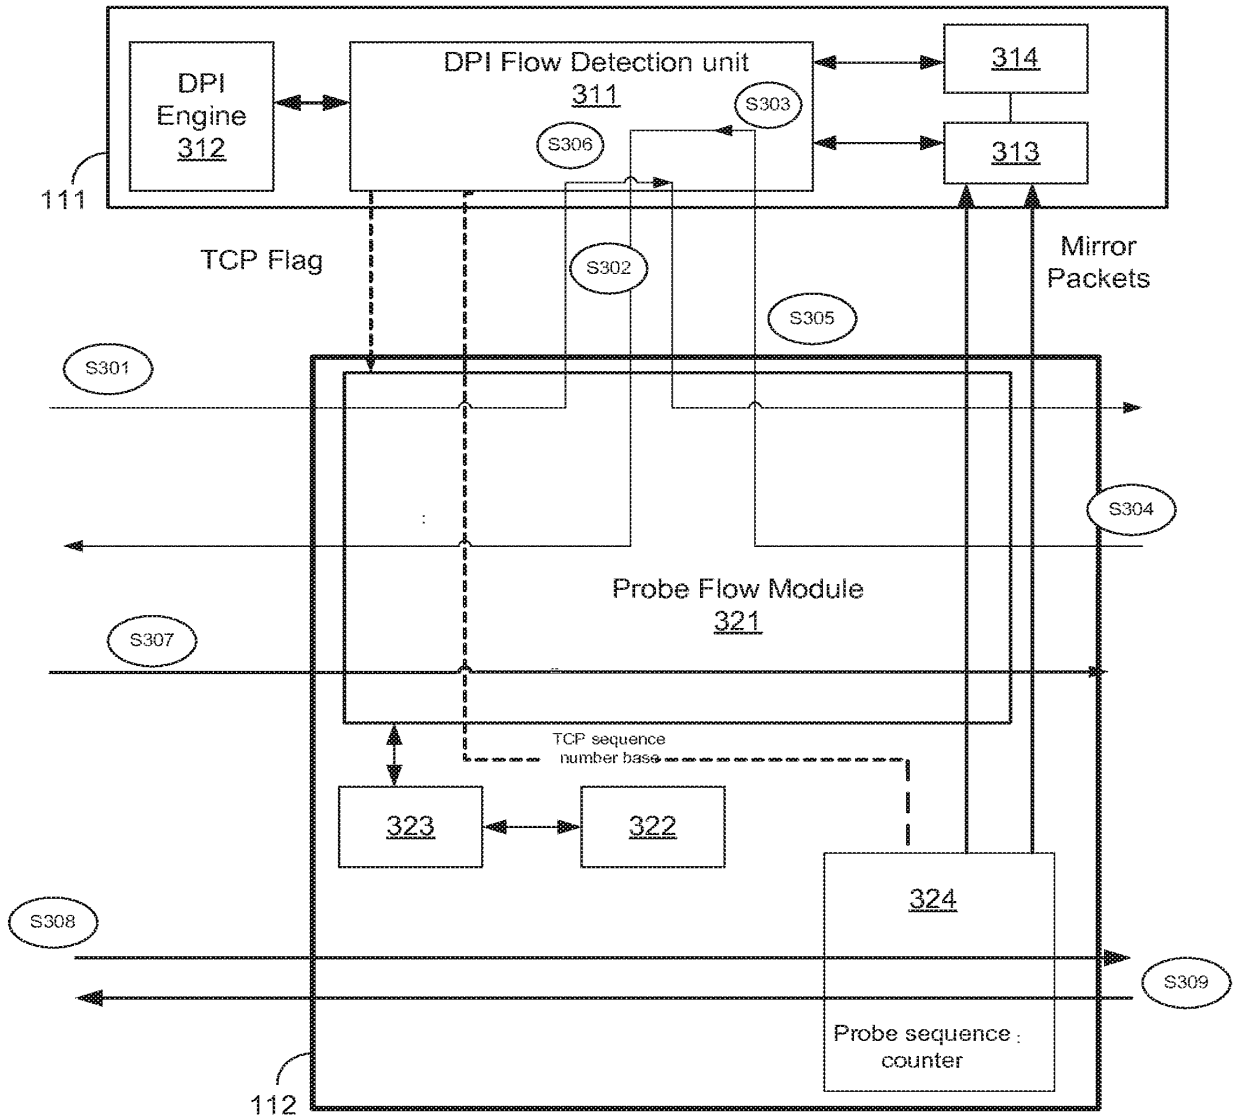 DPI
Engine
312
DPI Flow Detection unit
311
314
313
S303
S306
111
TCP Flag
S302
Mirror
Packets
S305
S301
S304
Probe Flow Module
321
S307
TCP sequence
number base
323
322
324
S308
S309
Probe sequence :
counter
112